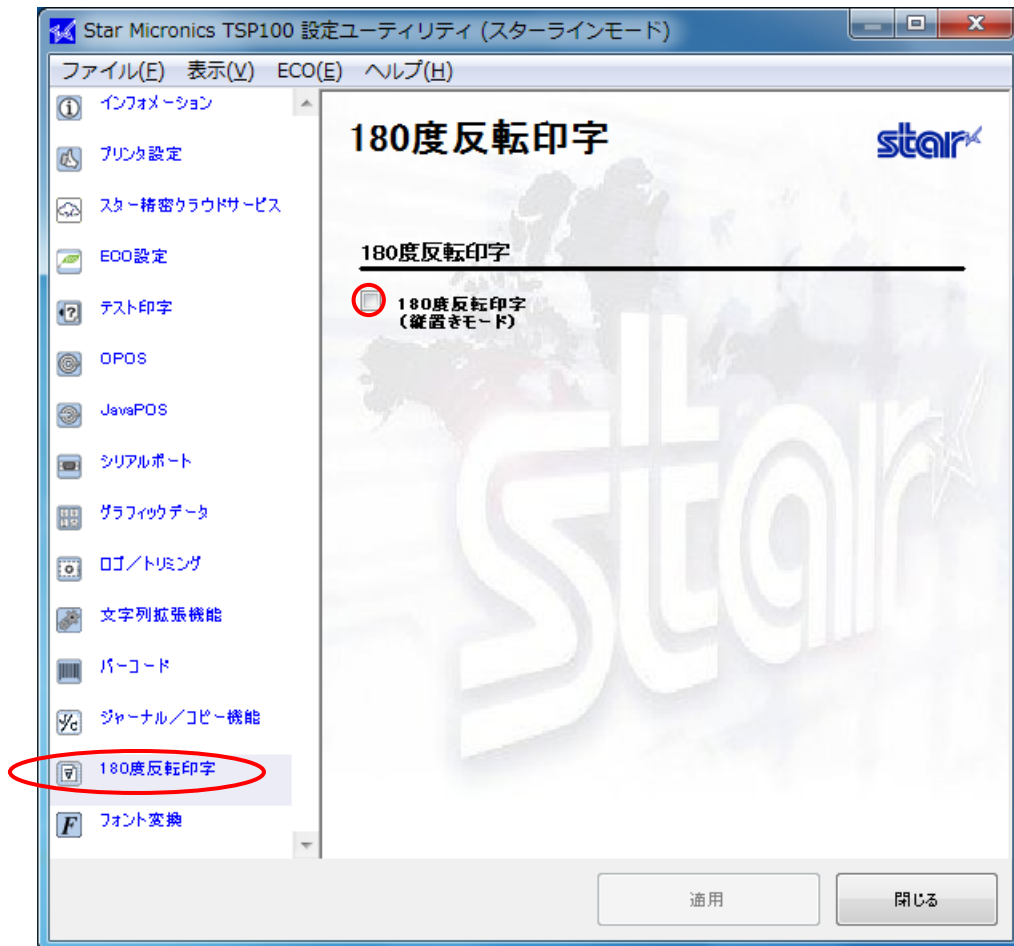 Star Micronics TSP100 設定ユーティリティ (スターラインモード)
ファイル(F) 表示(V) ECO(E) ヘルプ(H)
インフォメーション
プリンタ設定
スター精密クラウドサービス
ECO設定
テスト印字
OPOS
JavaPOS
シリアルポート
グラフィックデータ
ロゴ／トリミング
文字列拡張機能
バーコード
ジャーナル／コピー機能
180度反転印字
フォント変換
180度反転印字
star
180度反転印字
180度反転印字
(縦置きモード)
star
適用
閉じる